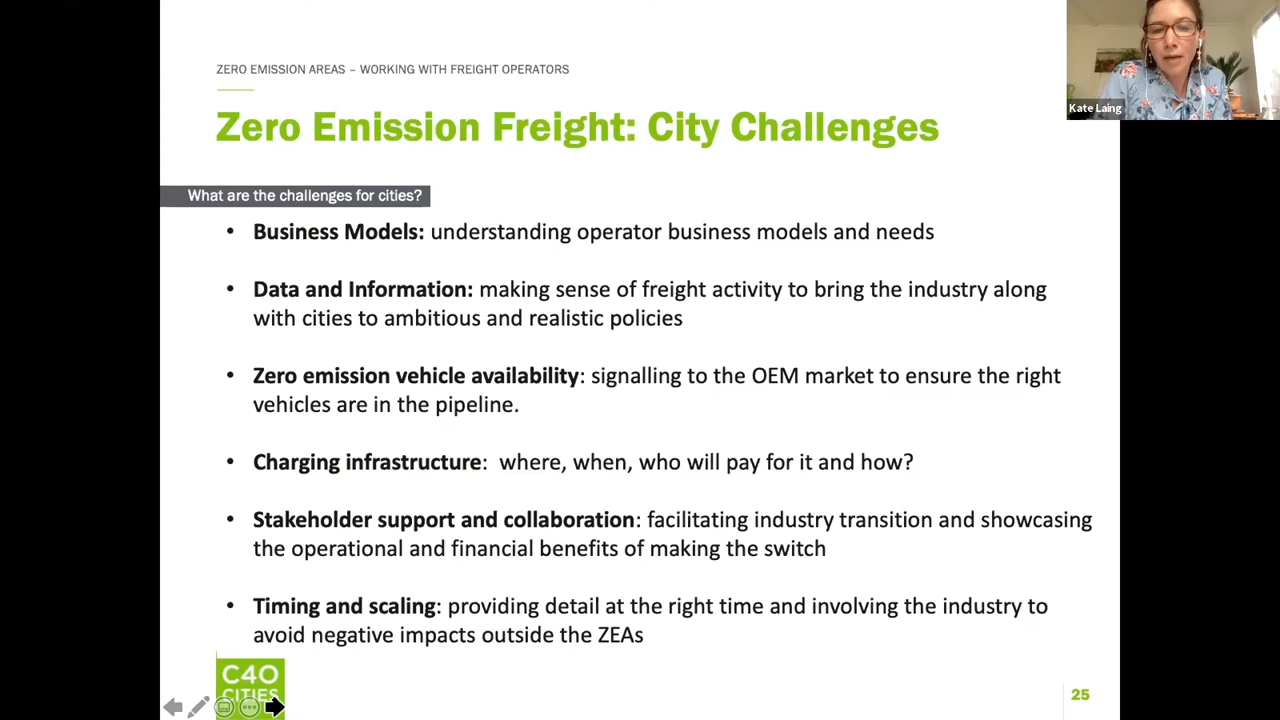 ZERO EMISSION AREAS – WORKING WITH FREIGHT OPERATORS
Zero Emission Freight: City Challenges
Kate Laing
What are the challenges for cities?
• Business Models: understanding operator business models and needs
• Data and Information: making sense of freight activity to bring the industry along
with cities to ambitious and realistic policies
• Zero emission vehicle availability: signalling to the OEM market to ensure the right
vehicles are in the pipeline.
• Charging infrastructure:  where, when, who will pay for it and how?
• Stakeholder support and collaboration: facilitating industry transition and showcasing
the operational and financial benefits of making the switch
• Timing and scaling: providing detail at the right time and involving the industry to
avoid negative impacts outside the ZEAs
C40
CITIES
25